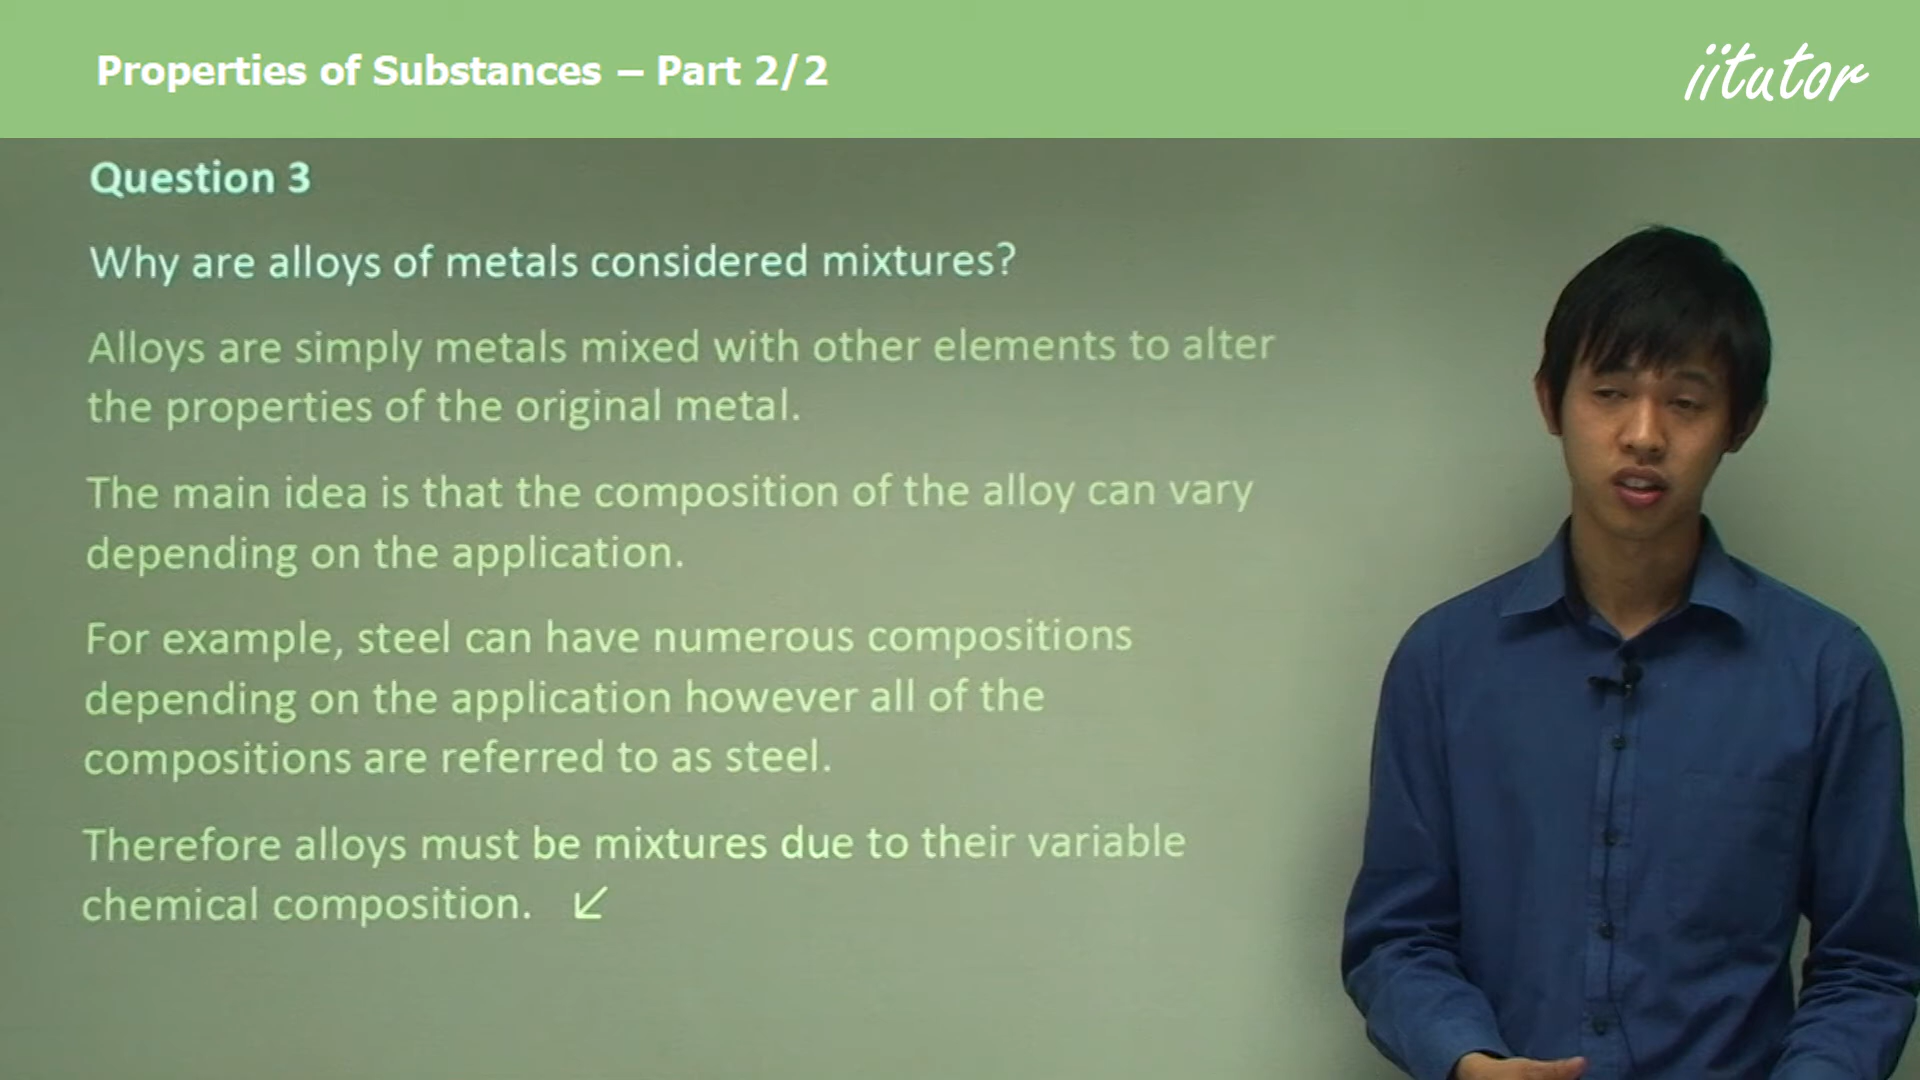 Properties of Substances – Part 2/2
iitutor
Question 3
Why are alloys of metals considered mixtures?
Alloys are simply metals mixed with other elements to alter
the properties of the original metal.
The main idea is that the composition of the alloy can vary
depending on the application.
For example, steel can have numerous compositions
depending on the application however all of the
compositions are referred to as steel.
Therefore alloys must be mixtures due to their variable
chemical composition. ↙